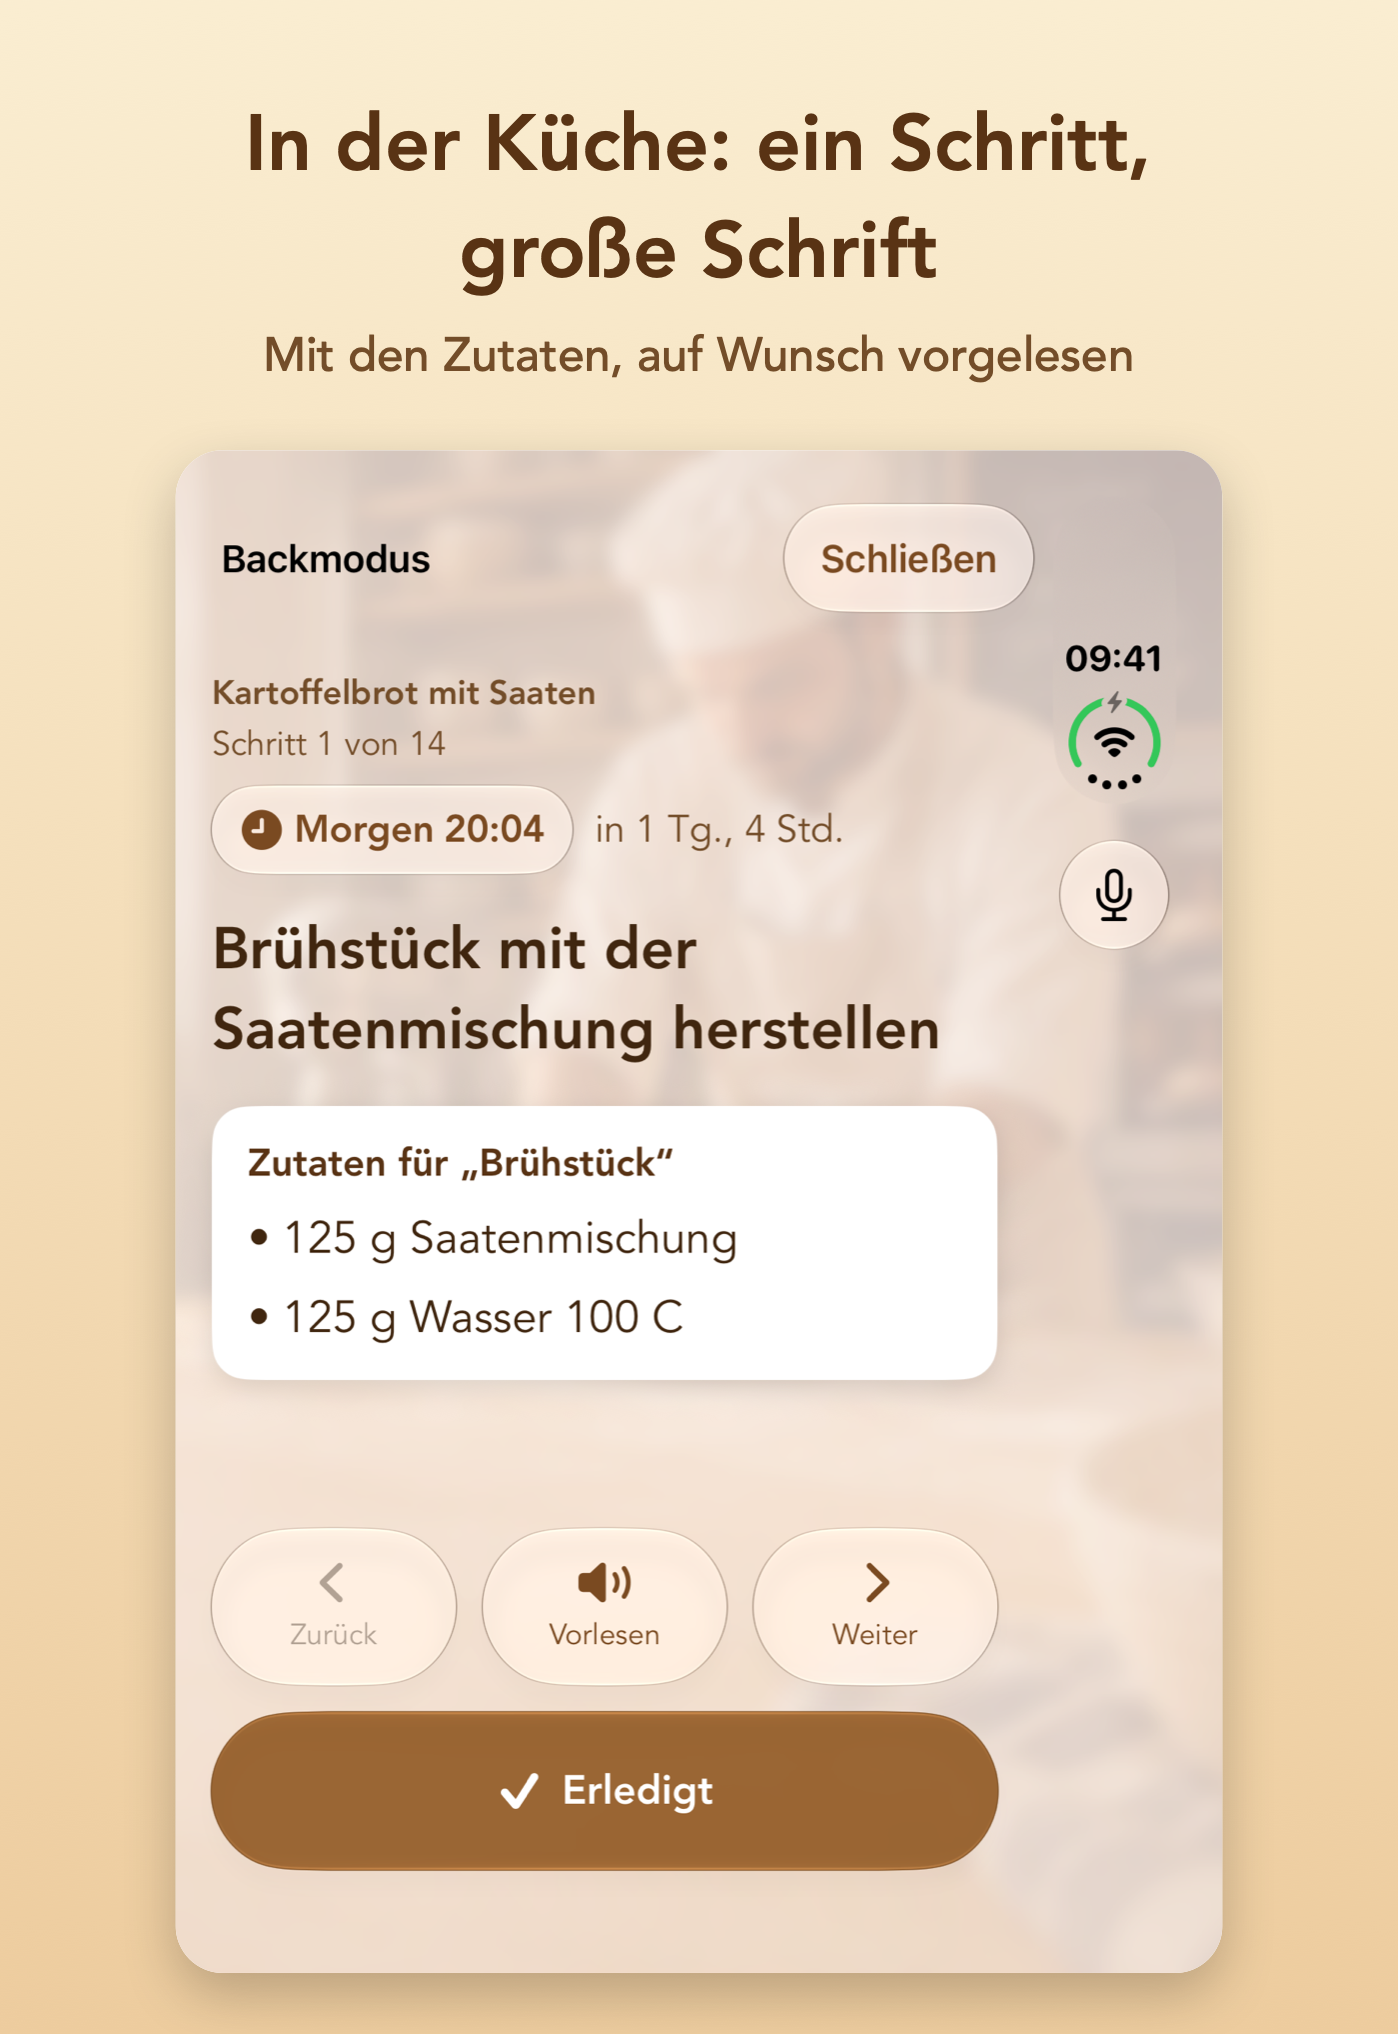 In der Küche: ein Schritt,
große Schrift
Mit den Zutaten, auf Wunsch vorgelesen
Backmodus
Schließen
09:41
Kartoffelbrot mit Saaten
Schritt 1 von 14
Morgen 20:04 in 1 Tg., 4 Std.
Brühstück mit der
Saatenmischung herstellen
Zutaten für „Brühstück“
• 125 g Saatenmischung
• 125 g Wasser 100 C
Zurück
Vorlesen
Weiter
Erledigt